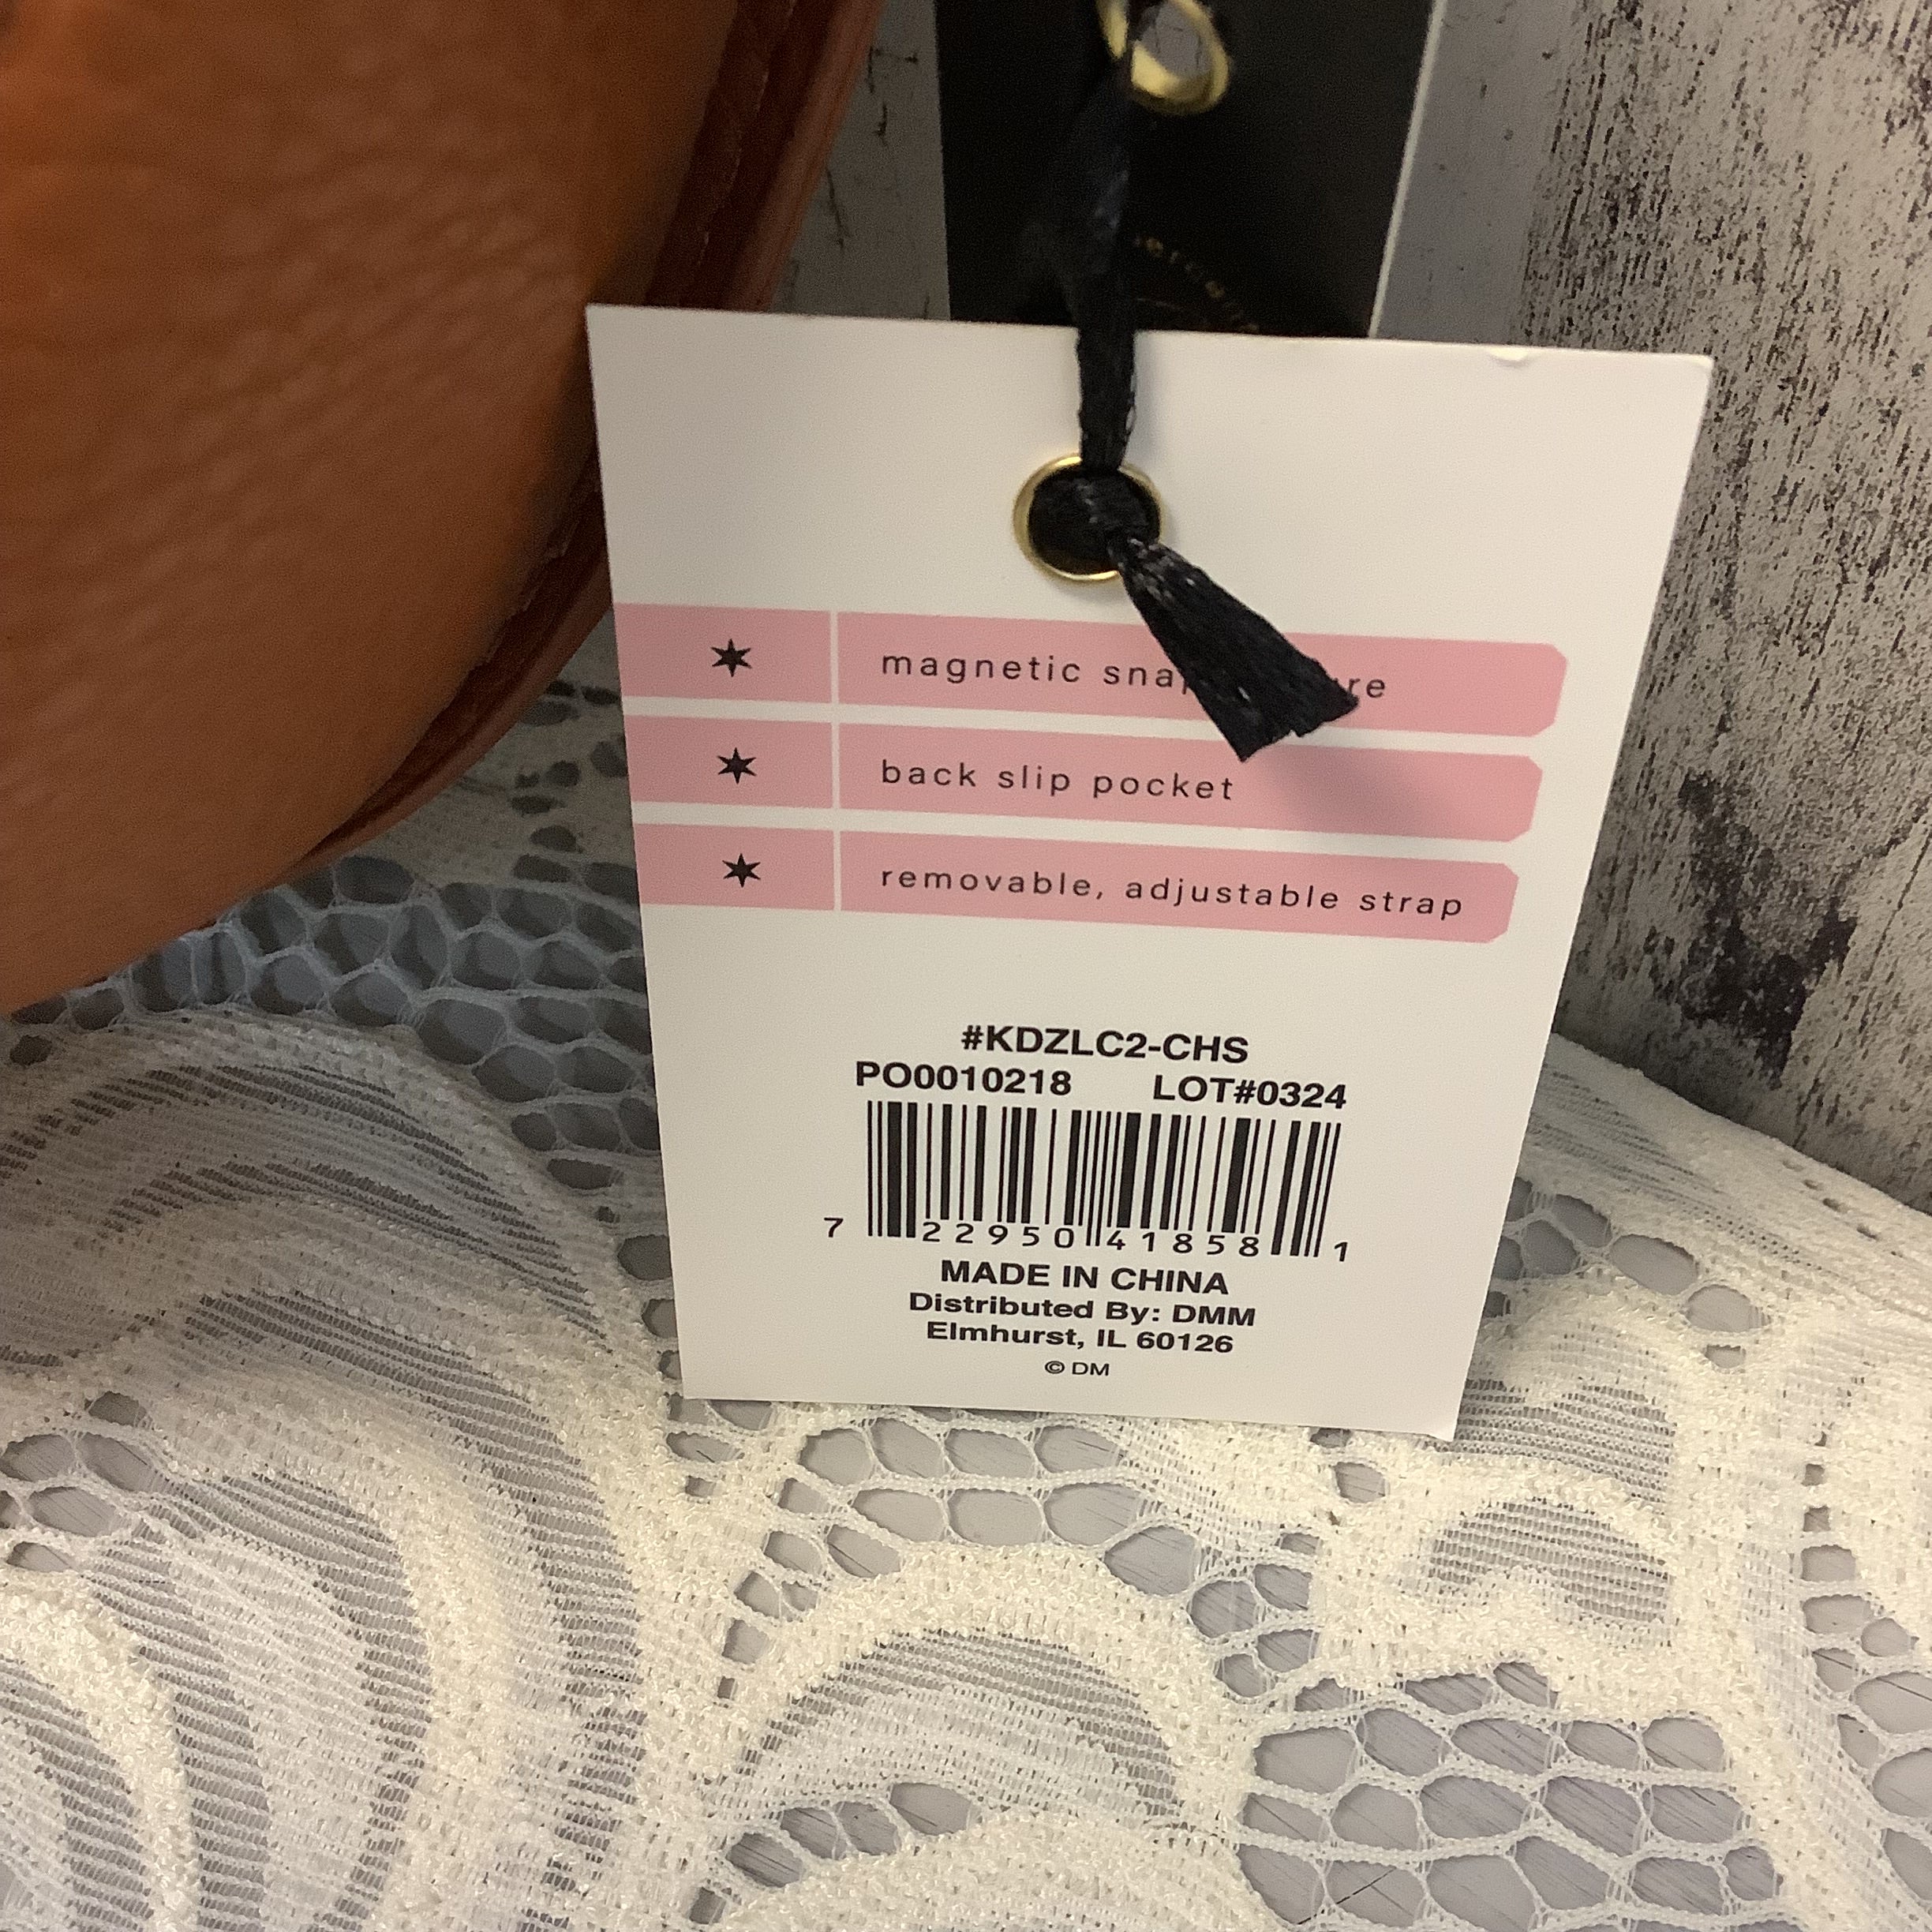 magnetic snap
back slip pocket
removable, adjustable strap
#KDZLC2-CHS
PO0010218 LOT#0324
7 22950 41858 1
MADE IN CHINA
Distributed By: DMM
Elmhurst, IL 60126
© DM